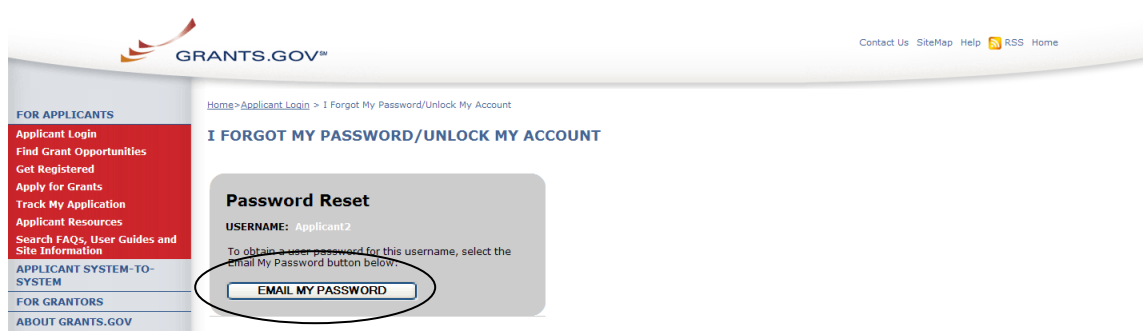 GRANTS.GOV℠
Contact Us SiteMap Help RSS Home
FOR APPLICANTS
Applicant Login
Find Grant Opportunities
Get Registered
Apply for Grants
Track My Application
Applicant Resources
Search FAQs, User Guides and
Site Information
APPLICANT SYSTEM-TO-
SYSTEM
FOR GRANTORS
ABOUT GRANTS.GOV
Home>Applicant Login > I Forgot My Password/Unlock My Account
I FORGOT MY PASSWORD/UNLOCK MY ACCOUNT
Password Reset
USERNAME: Applicant2
To obtain a user password for this username, select the
Email My Password button below.
EMAIL MY PASSWORD